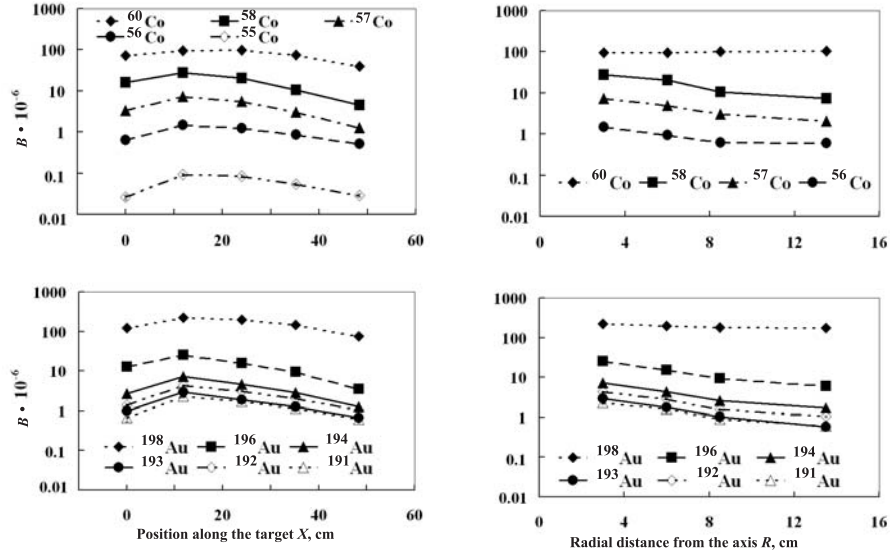 1000
100
10
1
0.1
0.01
B • 10-6
60Co 58Co 57Co
56Co 55Co
0 20 40 60
1000
100
10
1
0.1
0.01
B • 10-6
60Co 58Co 57Co 56Co
0 4 8 12 16
1000
100
10
1
0.1
0.01
B • 10-6
198Au 196Au 194Au
193Au 192Au 191Au
0 20 40 60
Position along the target X, cm
1000
100
10
1
0.1
0.01
B • 10-6
198Au 196Au 194Au
193Au 192Au 191Au
0 4 8 12 16
Radial distance from the axis R, cm